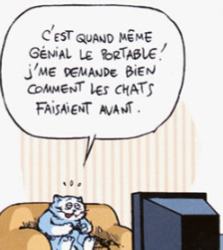 C'EST QUAND MÊME
GÉNIAL LE PORTABLE!
J'ME DEMANDE BIEN
COMMENT LES CHATS
FAISAIENT AVANT.